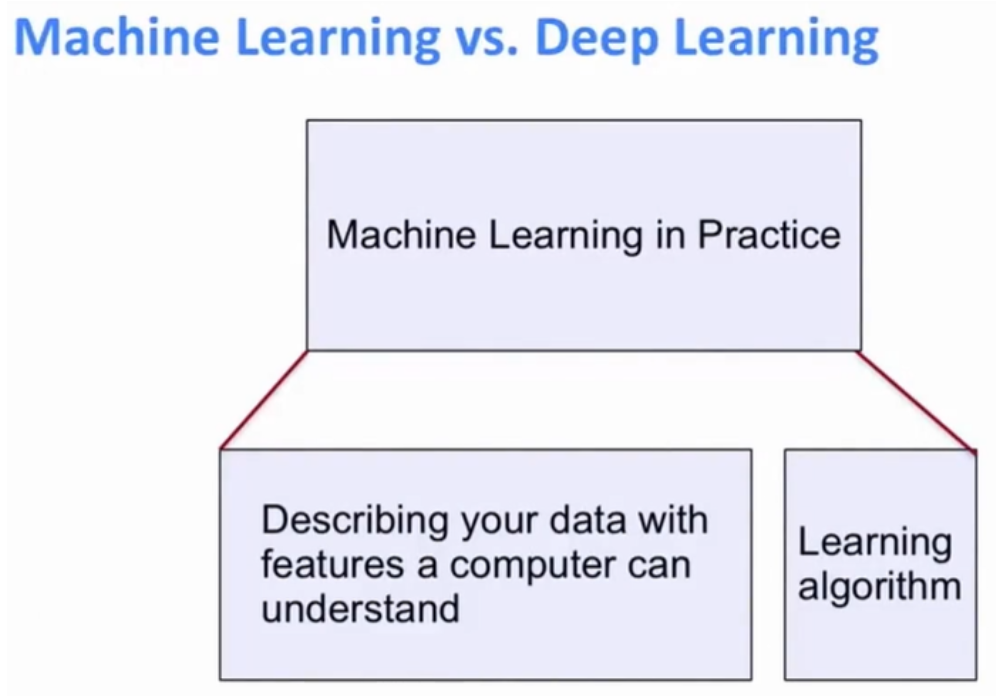 Machine Learning vs. Deep Learning
Machine Learning in Practice
Describing your data with
features a computer can
understand
Learning
algorithm